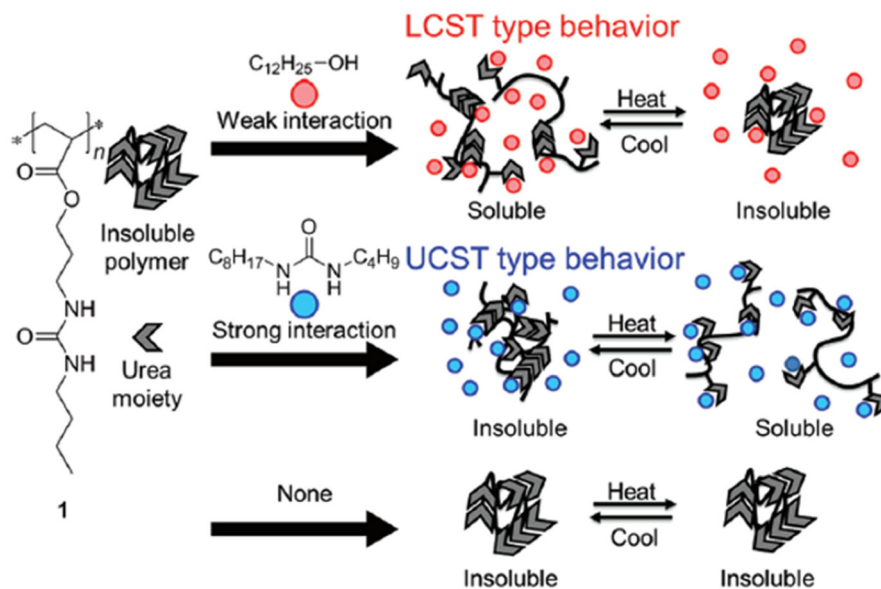 LCST type behavior
C12H25–OH
Weak interaction
Heat
Cool
Soluble
Insoluble
*
*
n
O
O
NH
O
NH
1
Insoluble
polymer
Urea
moiety
O
C8H17
N
H
N
H
C4H9
UCST type behavior
Strong interaction
Heat
Cool
Insoluble
Soluble
None
Heat
Cool
Insoluble
Insoluble